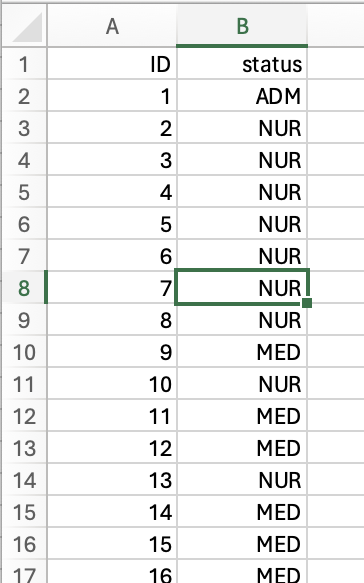 A B
1 ID status
2 1 ADM
3 2 NUR
4 3 NUR
5 4 NUR
6 5 NUR
7 6 NUR
8 7 NUR
9 8 NUR
10 9 MED
11 10 NUR
12 11 MED
13 12 MED
14 13 NUR
15 14 MED
16 15 MED
17 16 MED